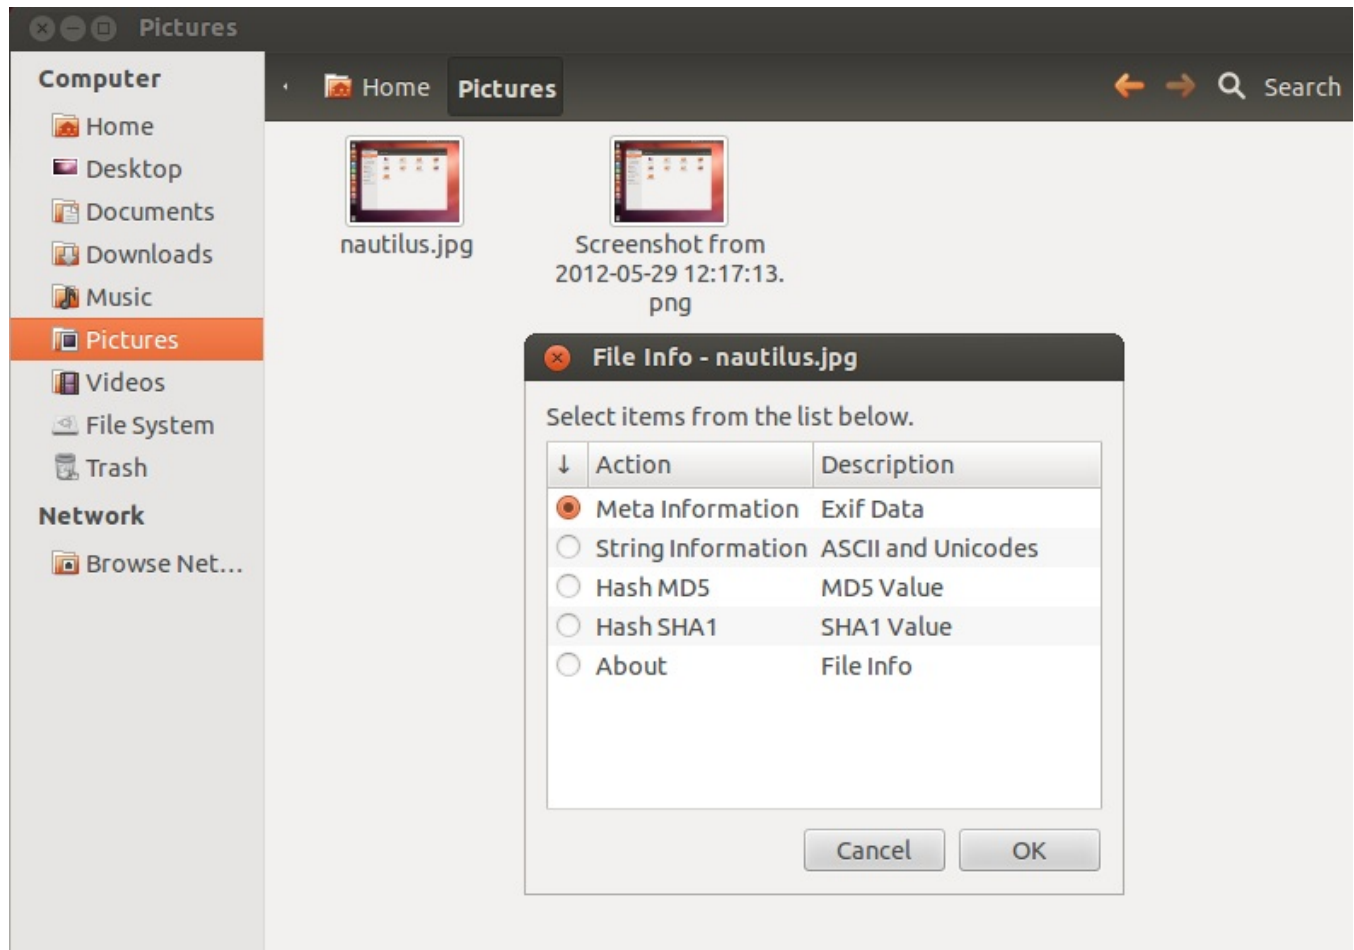 Pictures
Computer
Home
Desktop
Documents
Downloads
Music
Pictures
Videos
File System
Trash
Network
Browse Net...
Home Pictures Search
nautilus.jpg
Screenshot from
2012-05-29 12:17:13.
png
File Info - nautilus.jpg
Select items from the list below.
↓ Action Description
Meta Information Exif Data
String Information ASCII and Unicodes
Hash MD5 MD5 Value
Hash SHA1 SHA1 Value
About File Info
Cancel OK